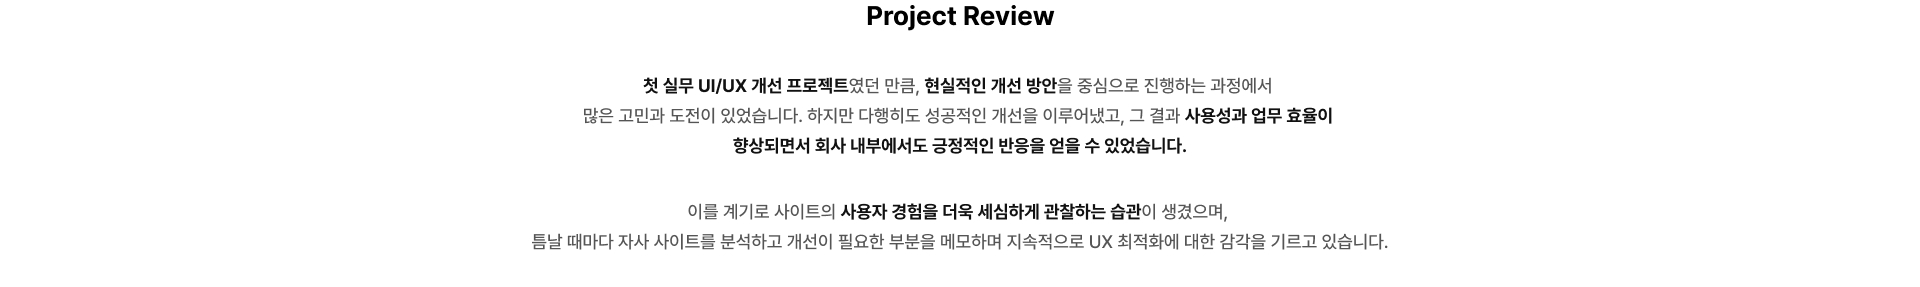 Project Review
첫 실무 UI/UX 개선 프로젝트였던 만큼, 현실적인 개선 방안을 중심으로 진행하는 과정에서
많은 고민과 도전이 있었습니다. 하지만 다행히도 성공적인 개선을 이루어냈고, 그 결과 사용성과 업무 효율이
향상되면서 회사 내부에서도 긍정적인 반응을 얻을 수 있었습니다.
이를 계기로 사이트의 사용자 경험을 더욱 세심하게 관찰하는 습관이 생겼으며,
틈날 때마다 자사 사이트를 분석하고 개선이 필요한 부분을 메모하며 지속적으로 UX 최적화에 대한 감각을 기르고 있습니다.